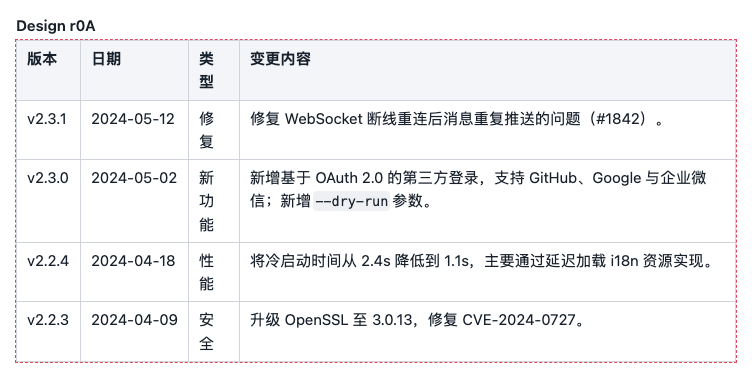 Design r0A
版本 日期 类型 变更内容
v2.3.1 2024-05-12 修复 修复 WebSocket 断线重连后消息重复推送的问题（#1842）。
v2.3.0 2024-05-02 新功能 新增基于 OAuth 2.0 的第三方登录，支持 GitHub、Google 与企业微
信；新增 --dry-run 参数。
v2.2.4 2024-04-18 性能 将冷启动时间从 2.4s 降低到 1.1s，主要通过延迟加载 i18n 资源实现。
v2.2.3 2024-04-09 安全 升级 OpenSSL 至 3.0.13，修复 CVE-2024-0727。